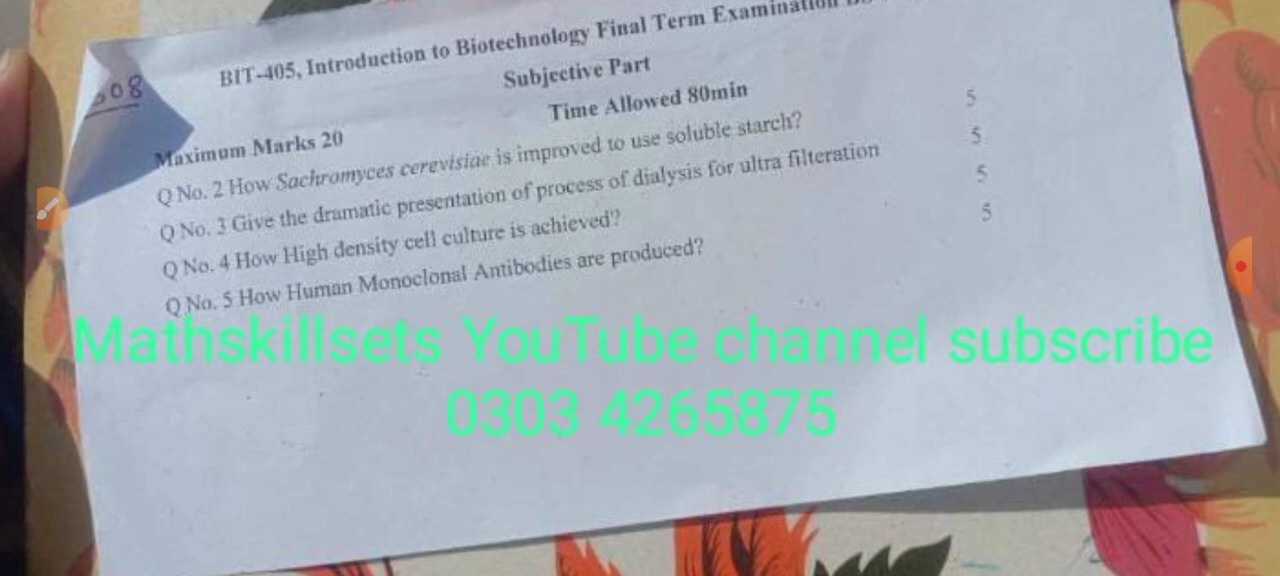 BIT-405, Introduction to Biotechnology Final Term Examination
Subjective Part
Time Allowed 80min
Maximum Marks 20
Q No. 2 How Sachromyces cerevisiae is improved to use soluble starch? 5
Q No. 3 Give the dramatic presentation of process of dialysis for ultra filteration 5
Q No. 4 How High density cell culture is achieved? 5
Q No. 5 How Human Monoclonal Antibodies are produced? 5
Mathskillsets YouTube channel subscribe
0303 4265875